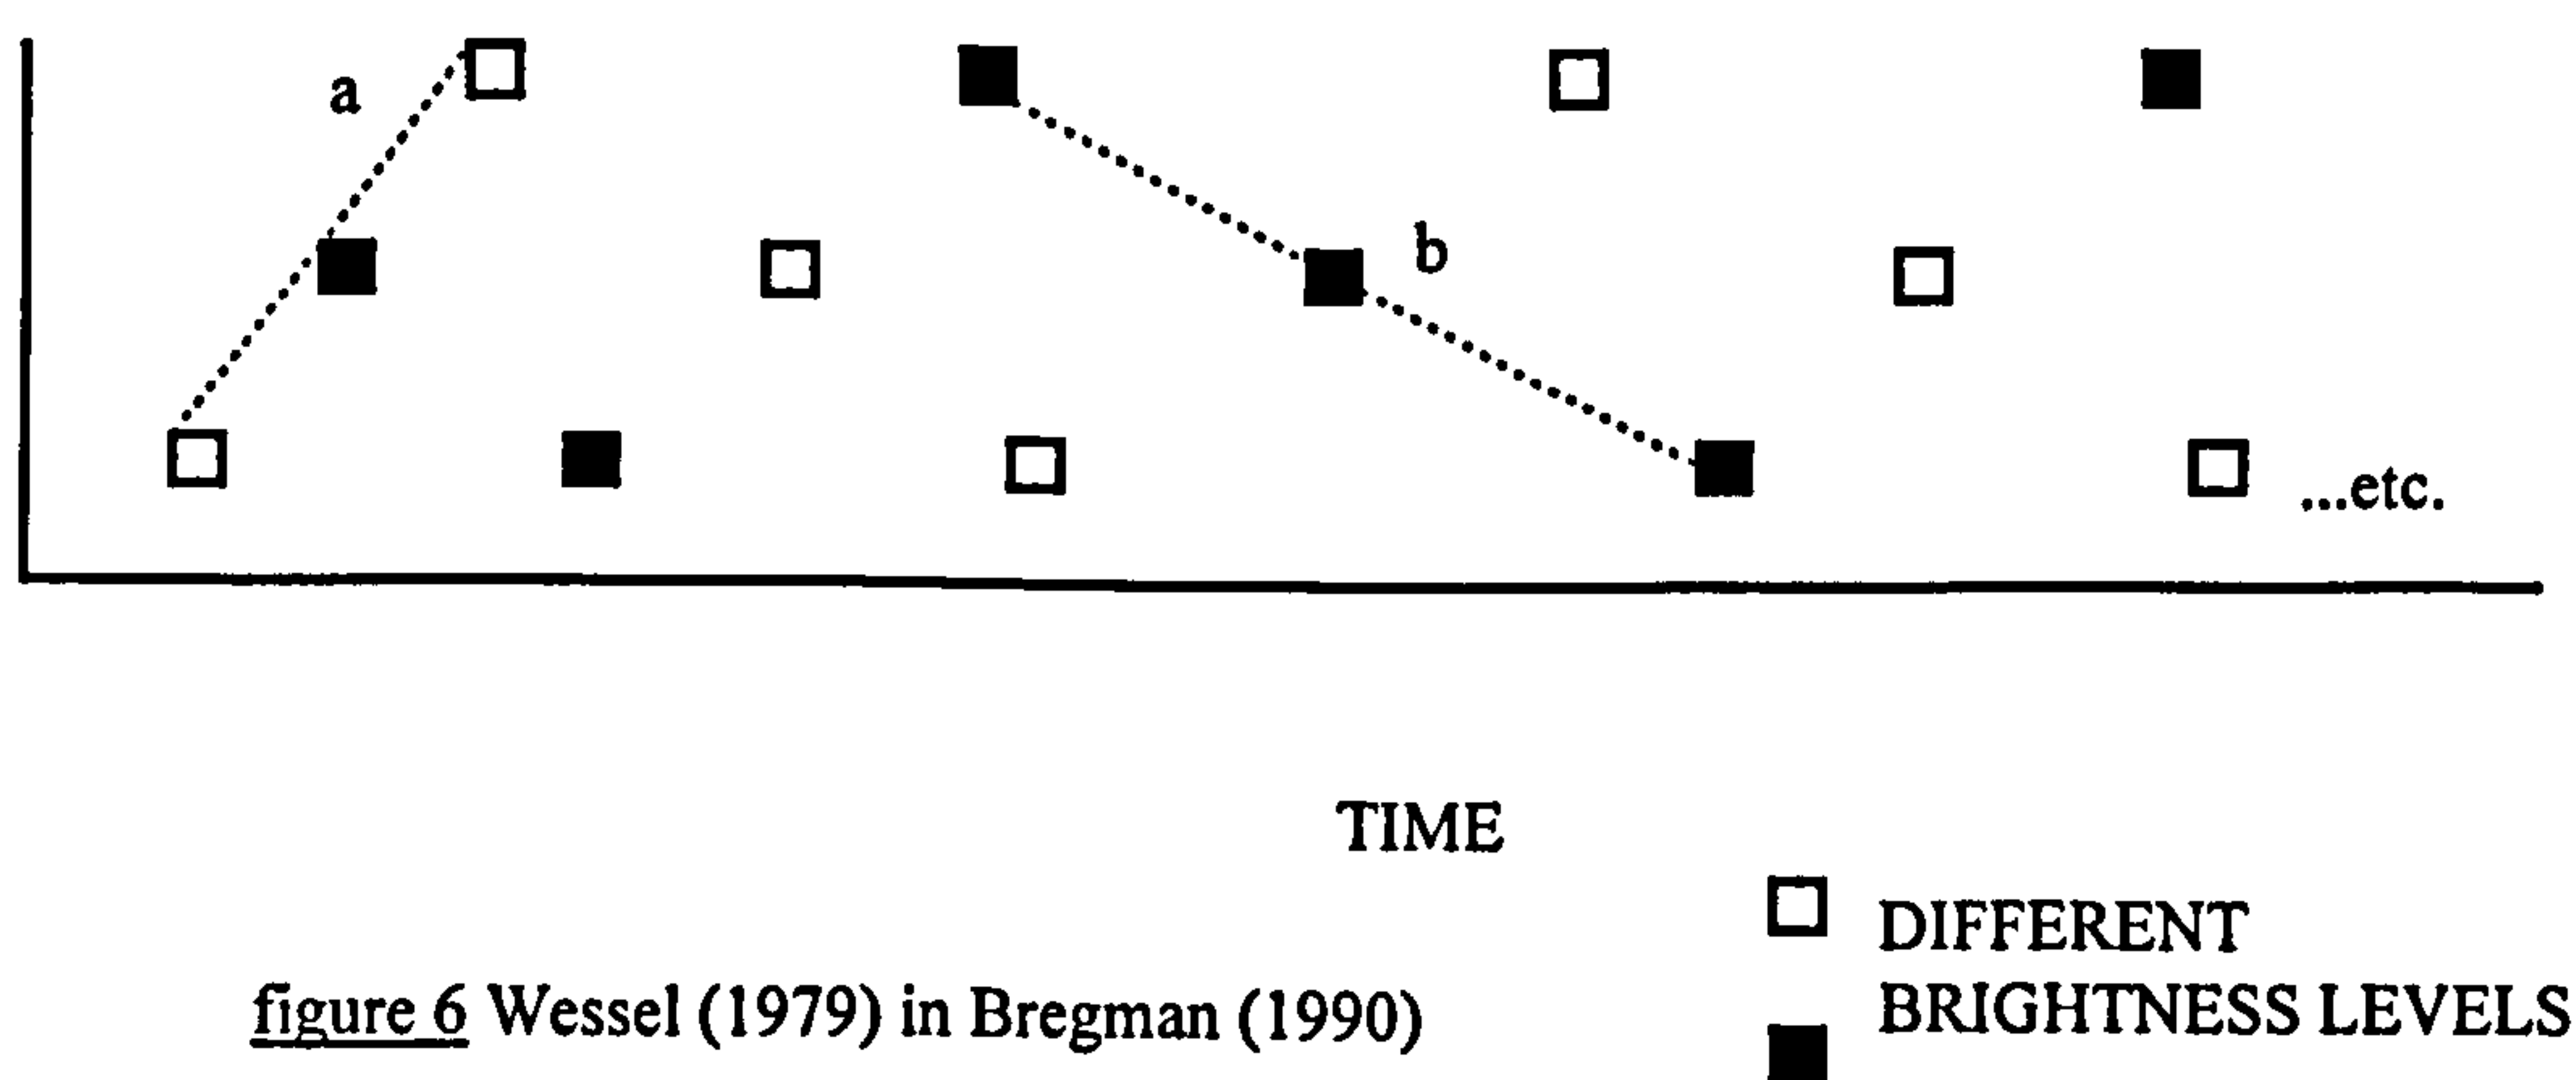 a
b
...etc.
TIME
DIFFERENT
BRIGHTNESS LEVELS
figure 6 Wessel (1979) in Bregman (1990)